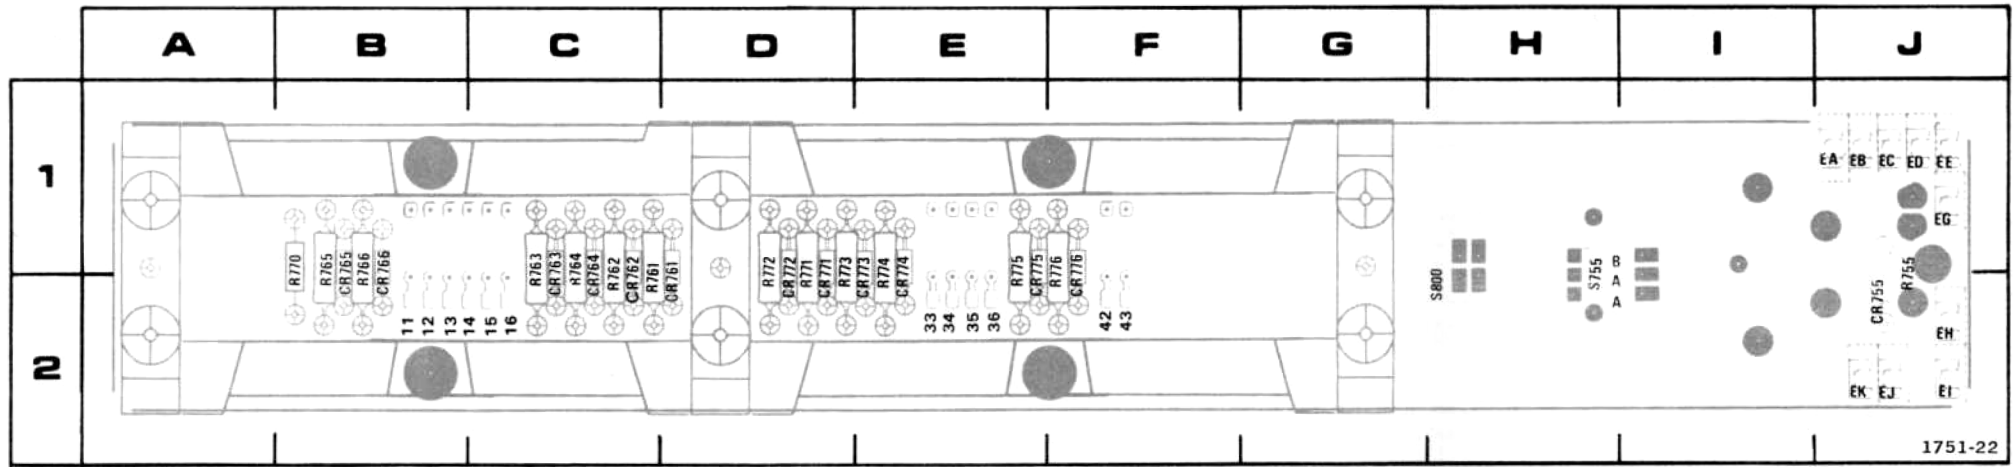 A B C D E F G H I J
1
EA EB EC ED EE
EG
R770 R765 CR765 R766 CR766 R763 CR763 R764 CR764 R762 CR762 R761 CR761 R772 CR772 R771 CR771 R773 CR773 R774 CR774 R775 CR775 R776 CR776 S800 S755 B A A CR755 R755
11 12 13 14 15 16 33 34 35 36 42 43
EH
2
EK EJ EI
1751-22